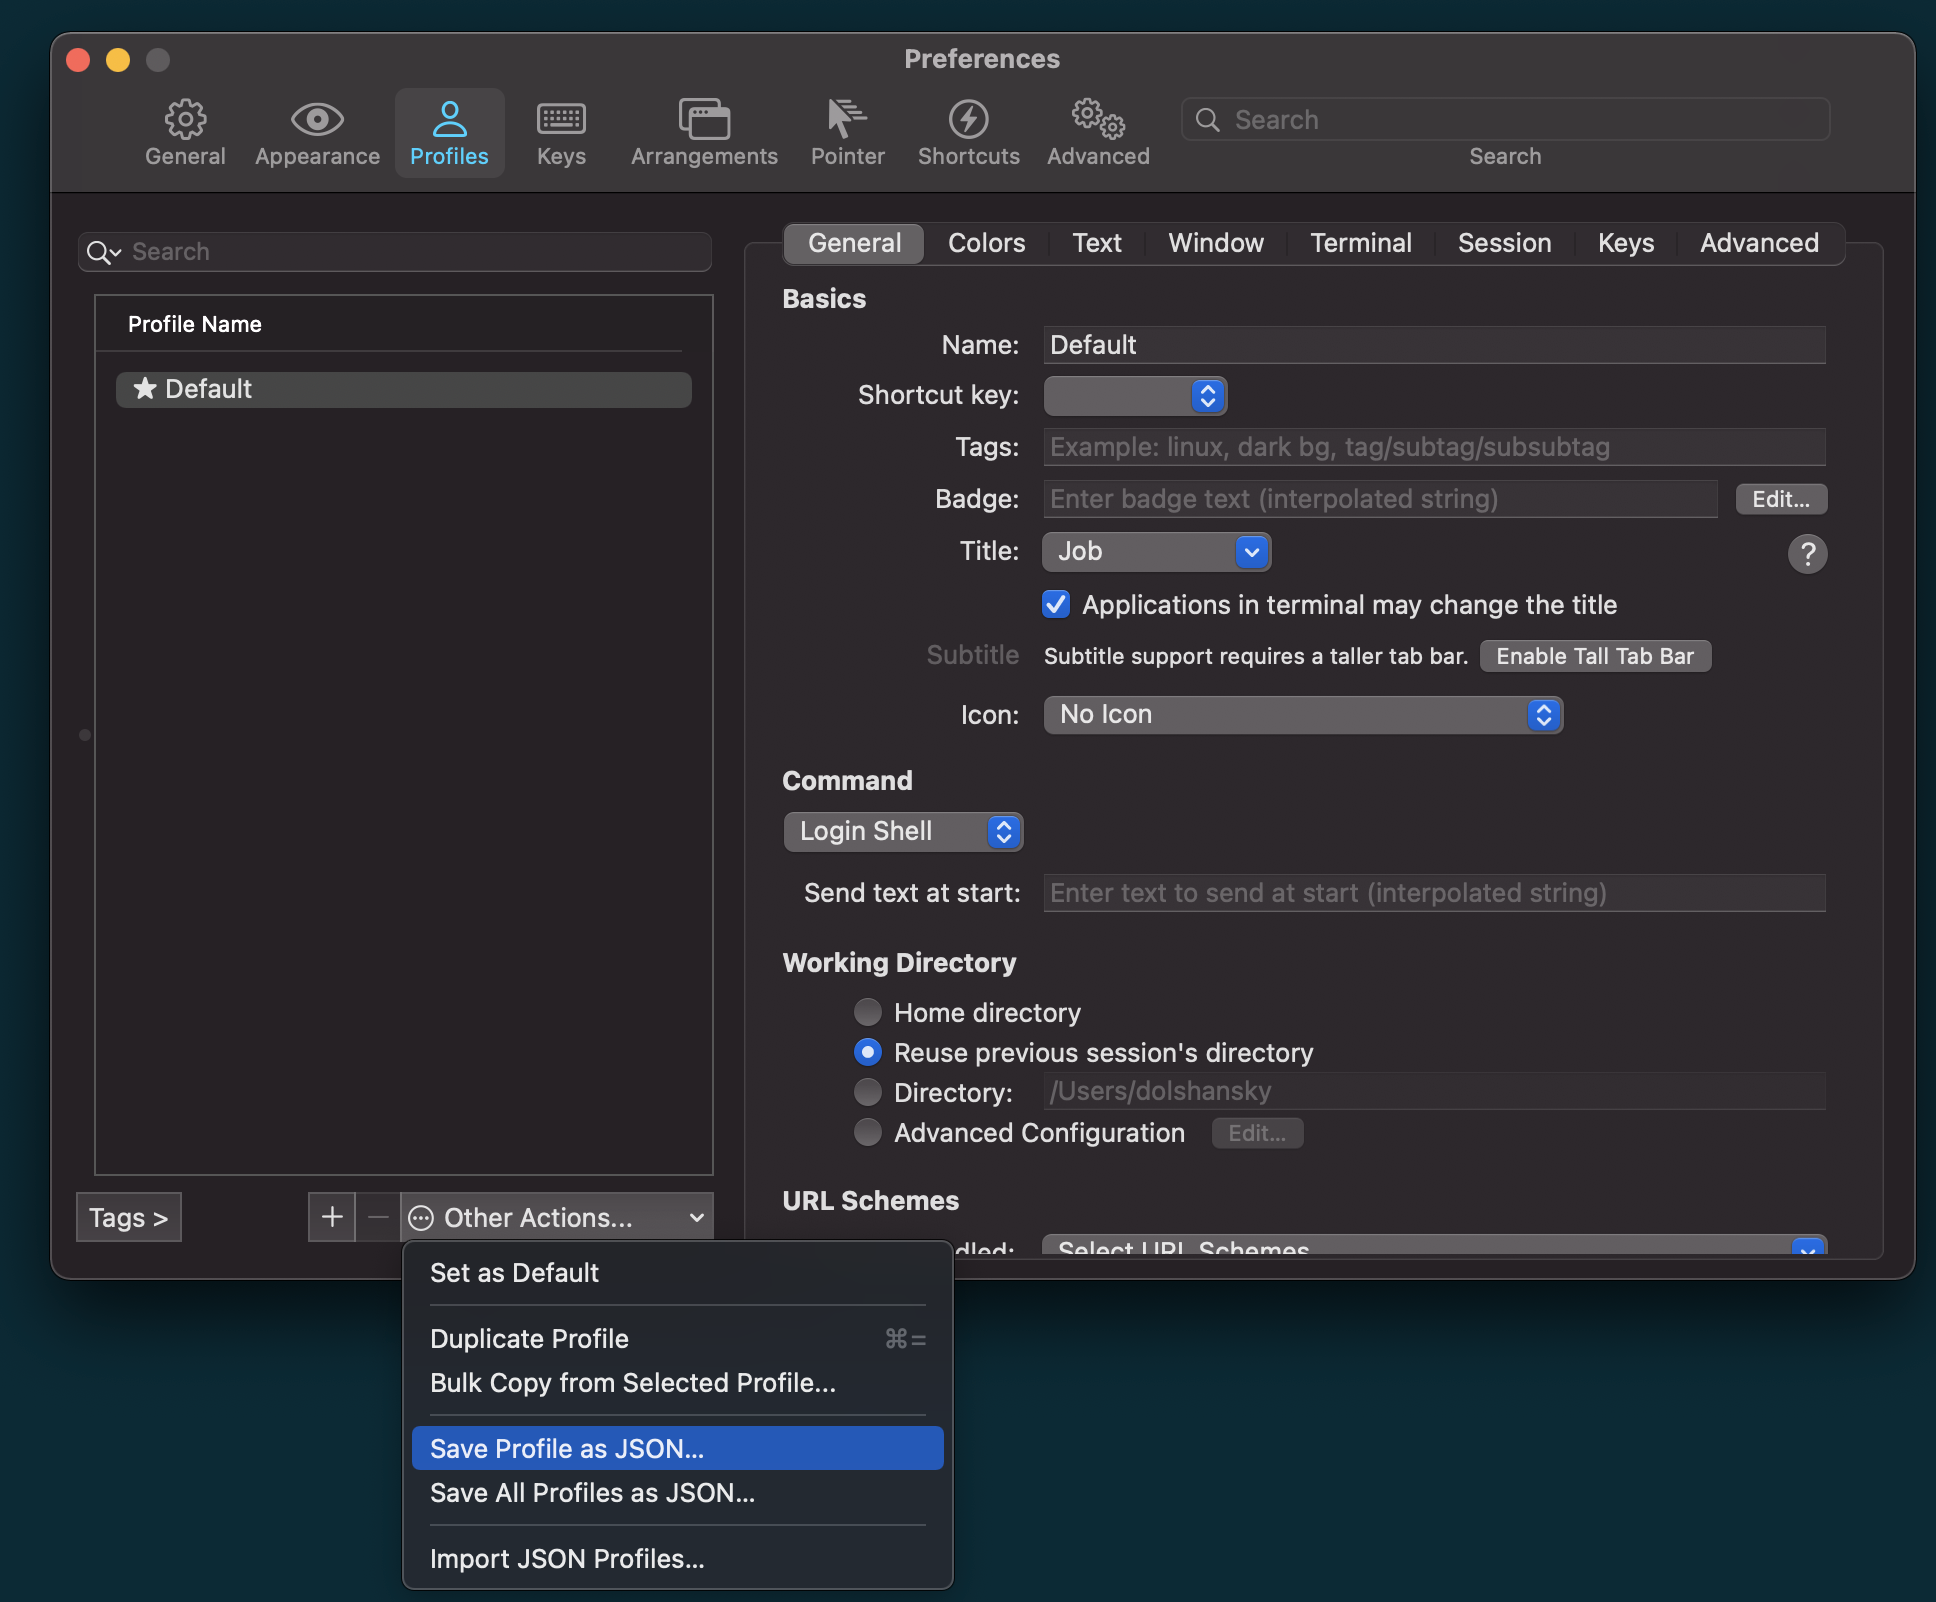 Preferences
General
Appearance
Profiles
Keys
Arrangements
Pointer
Shortcuts
Advanced
Search
Search
Search
Profile Name
★ Default
Tags >
+
−
Other Actions...
Set as Default
Duplicate Profile ⌘=
Bulk Copy from Selected Profile...
Save Profile as JSON...
Save All Profiles as JSON...
Import JSON Profiles...
General Colors Text Window Terminal Session Keys Advanced
Basics
Name: Default
Shortcut key:
Tags: Example: linux, dark bg, tag/subtag/subsubtag
Badge: Enter badge text (interpolated string) Edit...
Title: Job ?
Applications in terminal may change the title
Subtitle Subtitle support requires a taller tab bar. Enable Tall Tab Bar
Icon: No Icon
Command
Login Shell
Send text at start: Enter text to send at start (interpolated string)
Working Directory
Home directory
Reuse previous session's directory
Directory: /Users/dolshansky
Advanced Configuration Edit...
URL Schemes
Select URL Schemes